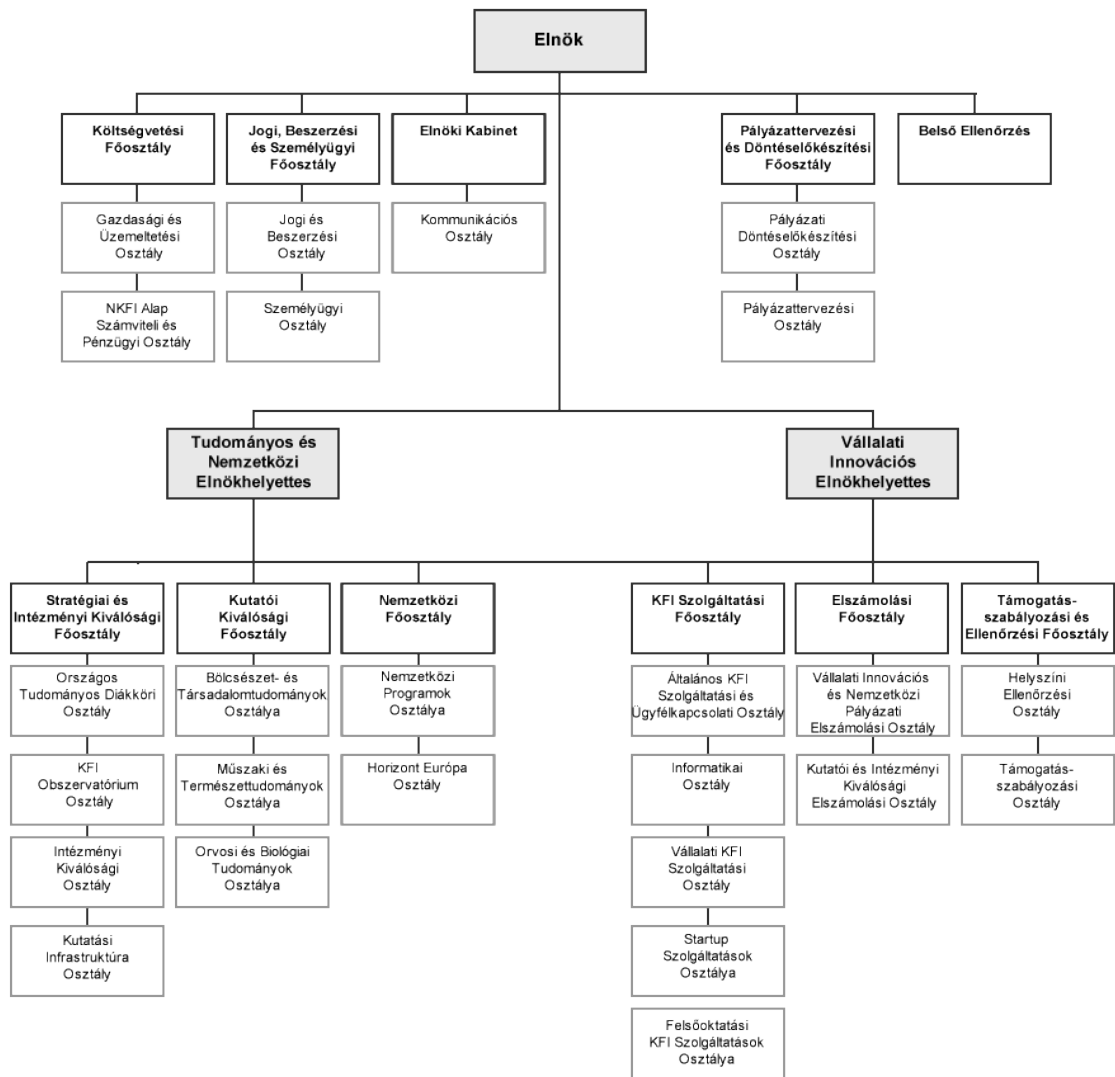 Elnök
Költségvetési
Főosztály
Jogi, Beszerzési
és Személyügyi
Főosztály
Elnöki Kabinet
Pályázattervezési
és Döntéselőkészítési
Főosztály
Belső Ellenőrzés
Gazdasági és
Üzemeltetési
Osztály
Jogi és
Beszerzési
Osztály
Kommunikációs
Osztály
Pályázati
Döntéselőkészítési
Osztály
NKFI Alap
Számviteli és
Pénzügyi Osztály
Személyügyi
Osztály
Pályázattervezési
Osztály
Tudományos és
Nemzetközi
Elnökhelyettes
Vállalati
Innovációs
Elnökhelyettes
Stratégiai és
Intézményi Kiválósági
Főosztály
Kutatói
Kiválósági
Főosztály
Nemzetközi
Főosztály
KFI Szolgáltatási
Főosztály
Elszámolási
Főosztály
Támogatás-
szabályozási és
Ellenőrzési Főosztály
Országos
Tudományos Diákköri
Osztály
Bölcsészet- és
Társadalomtudományok
Osztálya
Nemzetközi
Programok
Osztálya
Általános KFI
Szolgáltatási és
Ügyfélkapcsolati Osztály
Vállalati Innovációs
és Nemzetközi
Pályázati
Elszámolási Osztály
Helyszíni
Ellenőrzési
Osztály
KFI
Obszervatórium
Osztály
Műszaki és
Természettudományok
Osztálya
Horizont Európa
Osztály
Informatikai
Osztály
Kutatói és Intézményi
Kiválósági
Elszámolási Osztály
Támogatás-
szabályozási
Osztály
Intézményi
Kiválósági
Osztály
Orvosi és Biológiai
Tudományok
Osztálya
Vállalati KFI
Szolgáltatási
Osztály
Kutatási
Infrastruktúra
Osztály
Startup
Szolgáltatások
Osztálya
Felsőoktatási
KFI Szolgáltatások
Osztálya